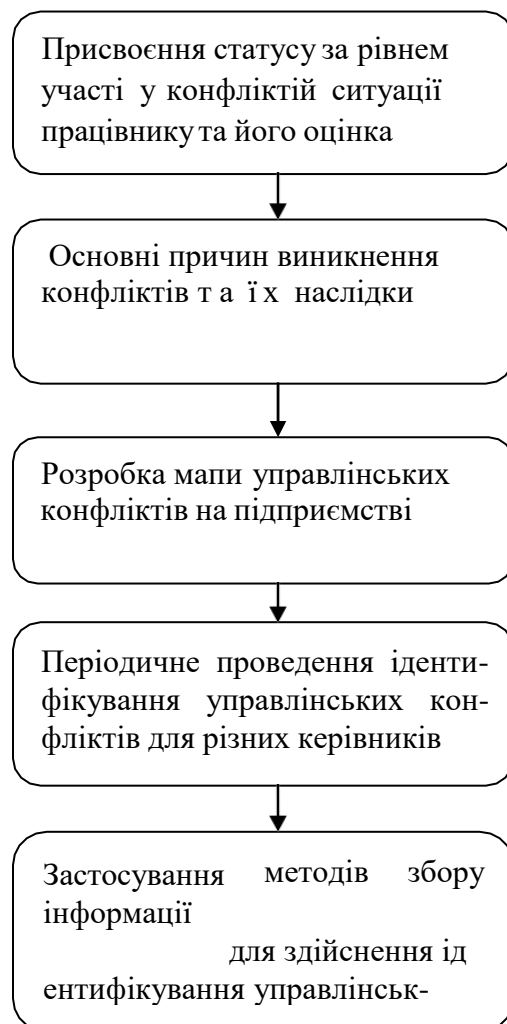 Присвоєння статусу за рівнем
участі у конфліктій ситуації
працівнику та його оцінка
Основні причин виникнення
конфліктів т а ї х наслідки
Розробка мапи управлінських
конфліктів на підприємстві
Періодичне проведення іденти-
фікування управлінських кон-
фліктів для різних керівників
Застосування методів збору
інформації
для здійснення ід
ентифікування управлінськ-